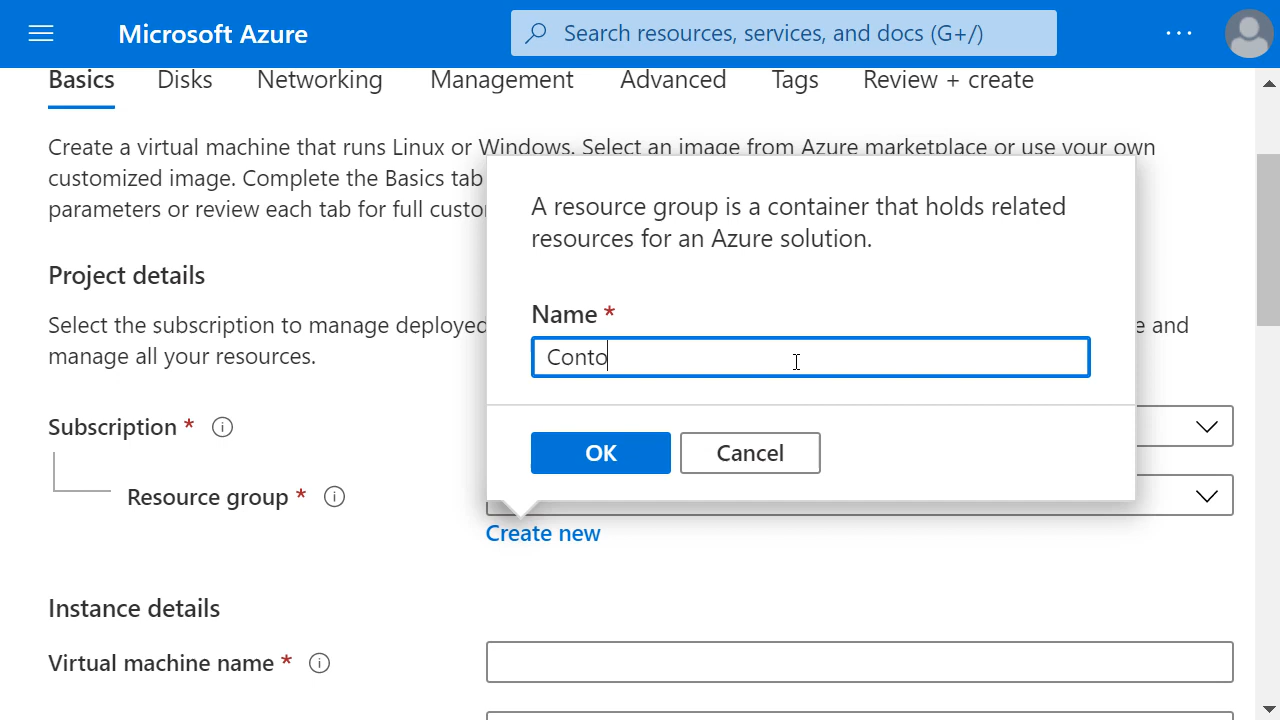 Microsoft Azure
Search resources, services, and docs (G+/)
Basics Disks Networking Management Advanced Tags Review + create
Create a virtual machine that runs Linux or Windows. Select an image from Azure marketplace or use your own
customized image. Complete the Basics tab
parameters or review each tab for full custo
A resource group is a container that holds related
resources for an Azure solution.
Project details
Name *
Select the subscription to manage deployed
e and
manage all your resources.
Conto
Subscription *
OK Cancel
Resource group *
Create new
Instance details
Virtual machine name *